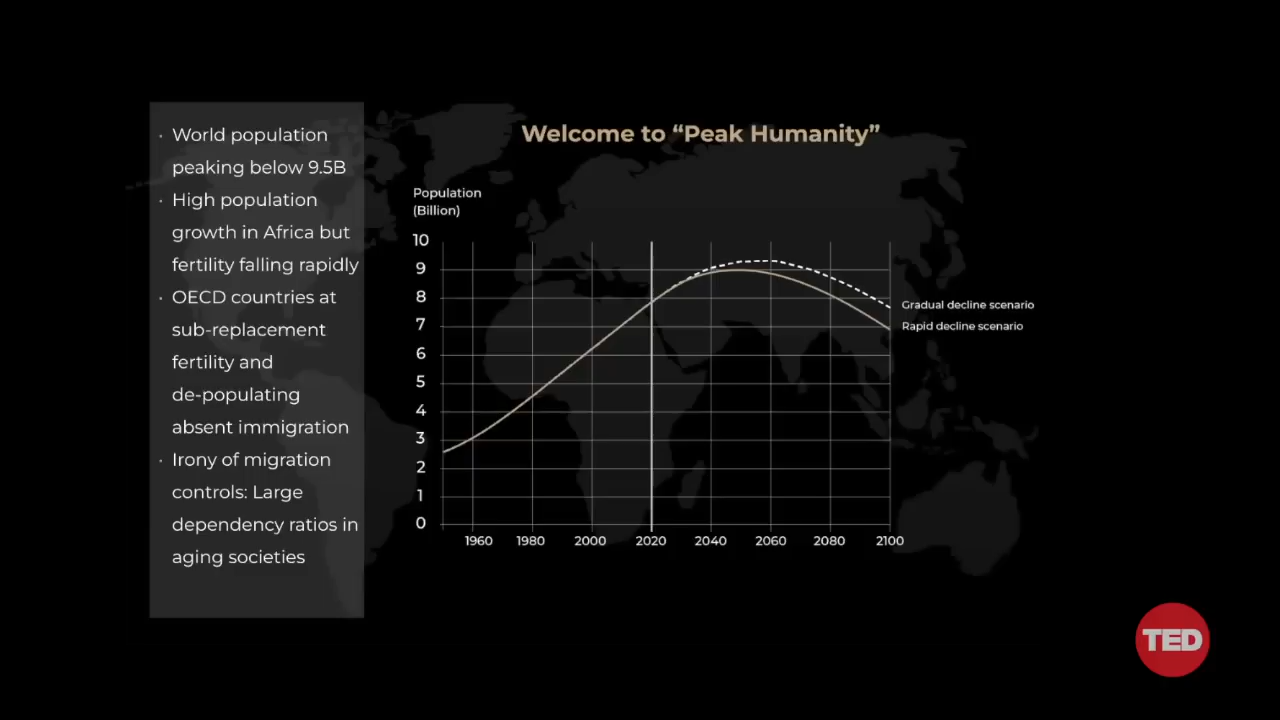 Welcome to “Peak Humanity”
· World population
peaking below 9.5B
· High population
growth in Africa but
fertility falling rapidly
· OECD countries at
sub-replacement
fertility and
de-populating
absent immigration
· Irony of migration
controls: Large
dependency ratios in
aging societies
Population
(Billion)
10
9
8
7
6
5
4
3
2
1
0
1960 1980 2000 2020 2040 2060 2080 2100
Gradual decline scenario
Rapid decline scenario
TED